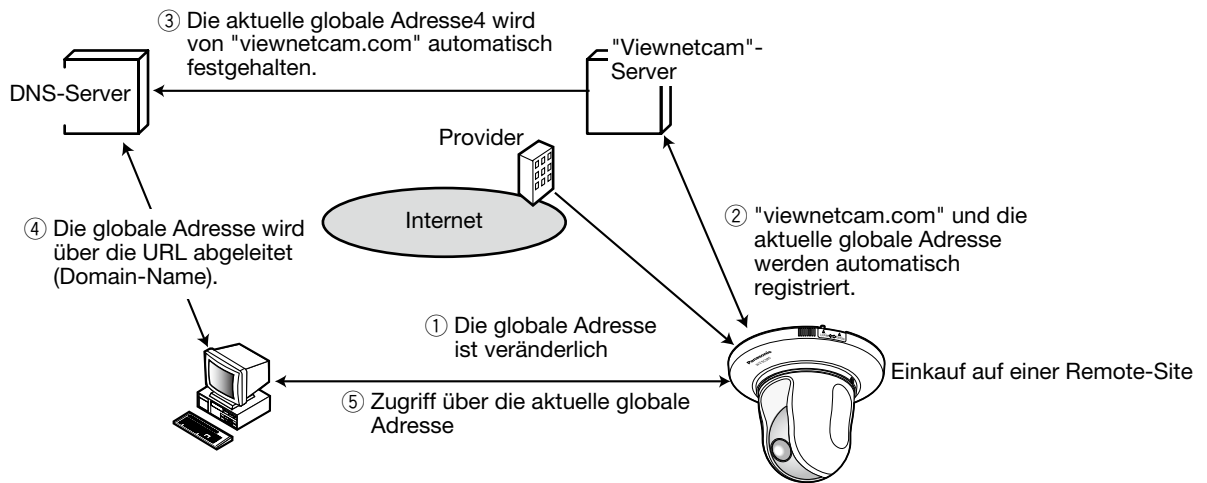 ③ Die aktuelle globale Adresse4 wird
von "viewnetcam.com" automatisch
festgehalten.
"Viewnetcam"-
Server
DNS-Server
Provider
Internet
④ Die globale Adresse wird
über die URL abgeleitet
(Domain-Name).
② "viewnetcam.com" und die
aktuelle globale Adresse
werden automatisch
registriert.
① Die globale Adresse
ist veränderlich
Panasonic
Einkauf auf einer Remote-Site
⑤ Zugriff über die aktuelle globale
Adresse